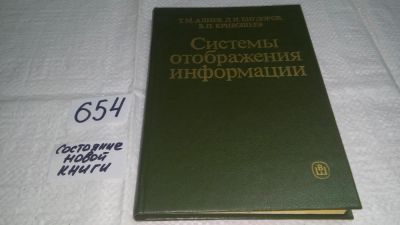 654
состояние
новой
книги
Т.М. АЛИЕВ, Д.И. ВИГДОРОВ,
В.П. КРИВОШЕЕВ
Системы
отображения
информации